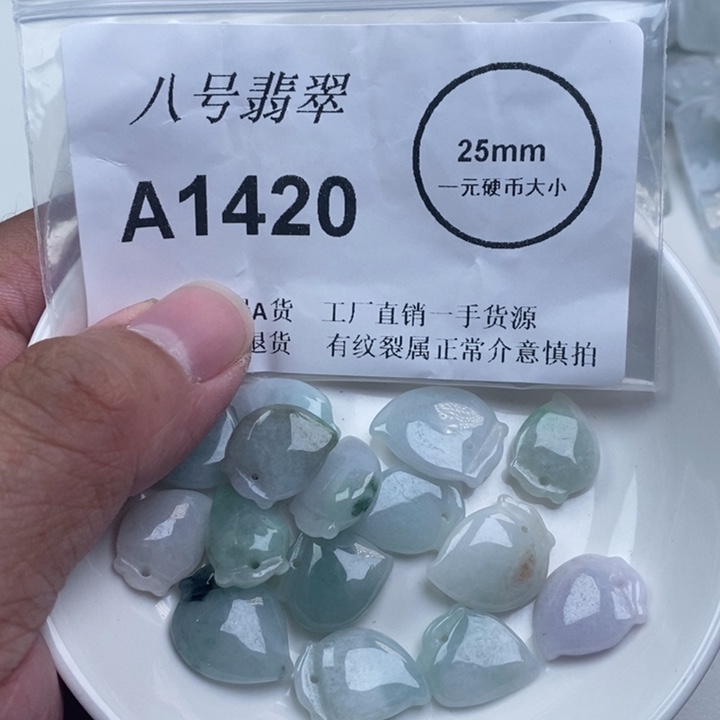 八号翡翠
A1420
25mm
一元硬币大小
A货 工厂直销一手货源
退货 有纹裂属正常介意慎拍